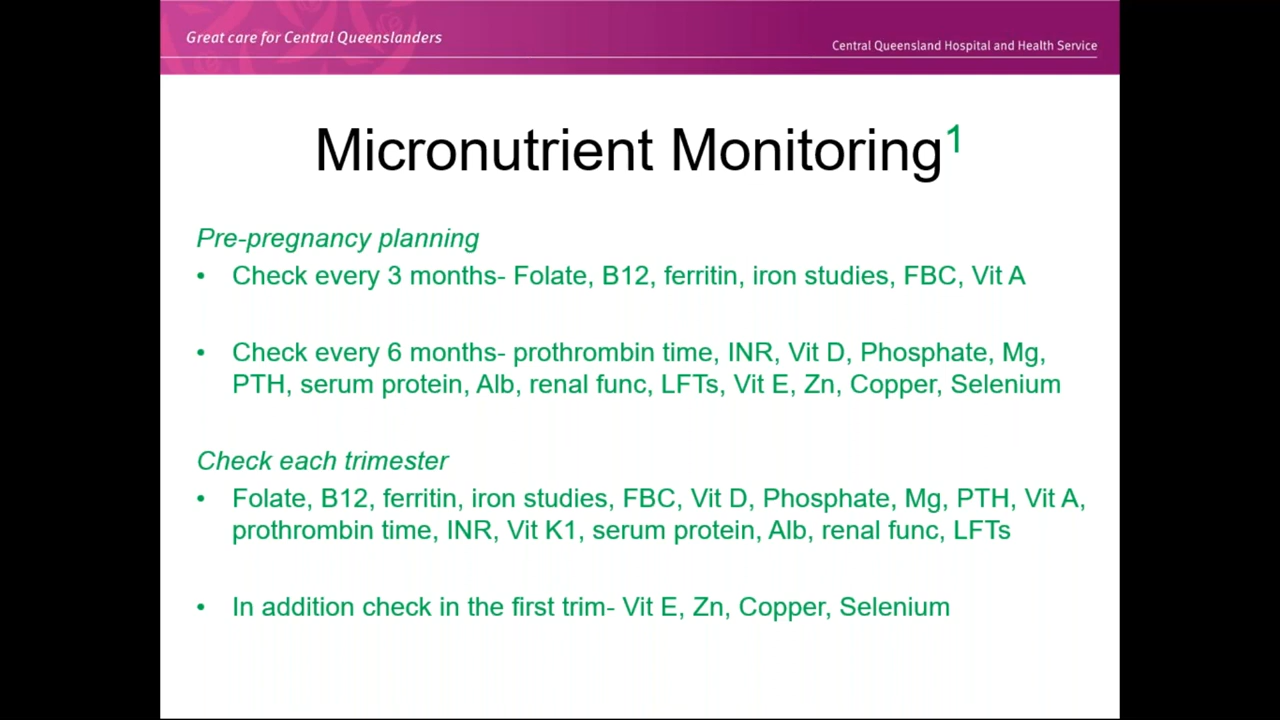 Great care for Central Queenslanders
Central Queensland Hospital and Health Service
Micronutrient Monitoring1
Pre-pregnancy planning
• Check every 3 months- Folate, B12, ferritin, iron studies, FBC, Vit A
• Check every 6 months- prothrombin time, INR, Vit D, Phosphate, Mg,
PTH, serum protein, Alb, renal func, LFTs, Vit E, Zn, Copper, Selenium
Check each trimester
• Folate, B12, ferritin, iron studies, FBC, Vit D, Phosphate, Mg, PTH, Vit A,
prothrombin time, INR, Vit K1, serum protein, Alb, renal func, LFTs
• In addition check in the first trim- Vit E, Zn, Copper, Selenium